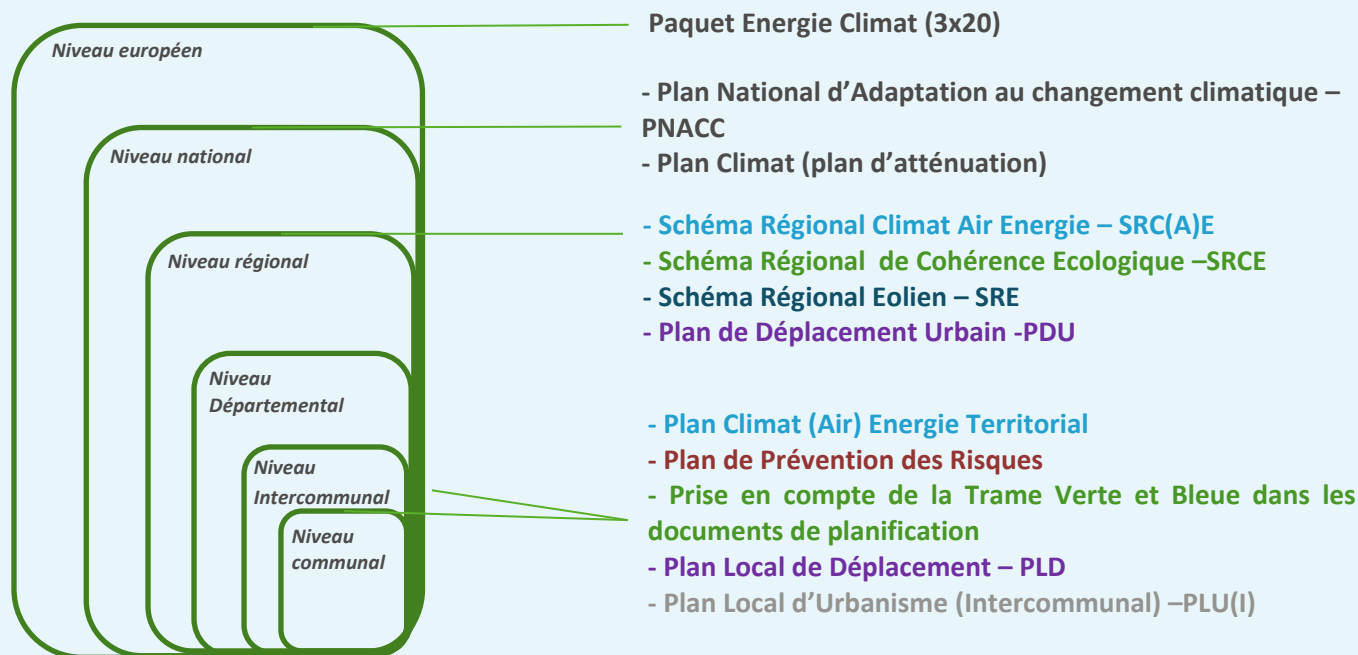 Niveau européen
Paquet Energie Climat (3x20)
Niveau national
- Plan National d’Adaptation au changement climatique –
PNACC
- Plan Climat (plan d’atténuation)
Niveau régional
- Schéma Régional Climat Air Energie – SRC(A)E
- Schéma Régional  de Cohérence Ecologique –SRCE
- Schéma Régional Eolien – SRE
- Plan de Déplacement Urbain -PDU
Niveau
Départemental
Niveau
Intercommunal
Niveau
communal
- Plan Climat (Air) Energie Territorial
- Plan de Prévention des Risques
- Prise en compte de la Trame Verte et Bleue dans les
documents de planification
- Plan Local de Déplacement – PLD
- Plan Local d’Urbanisme (Intercommunal) –PLU(I)